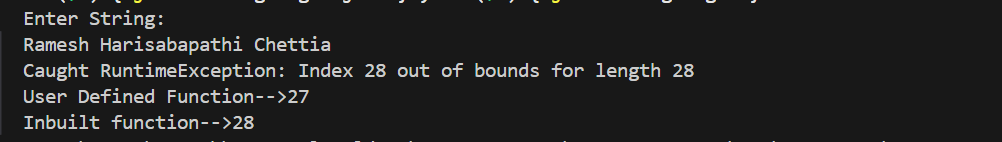 Enter String:
Ramesh Harisabapathi Chettia
Caught RuntimeException: Index 28 out of bounds for length 28
User Defined Function-->27
Inbuilt function-->28